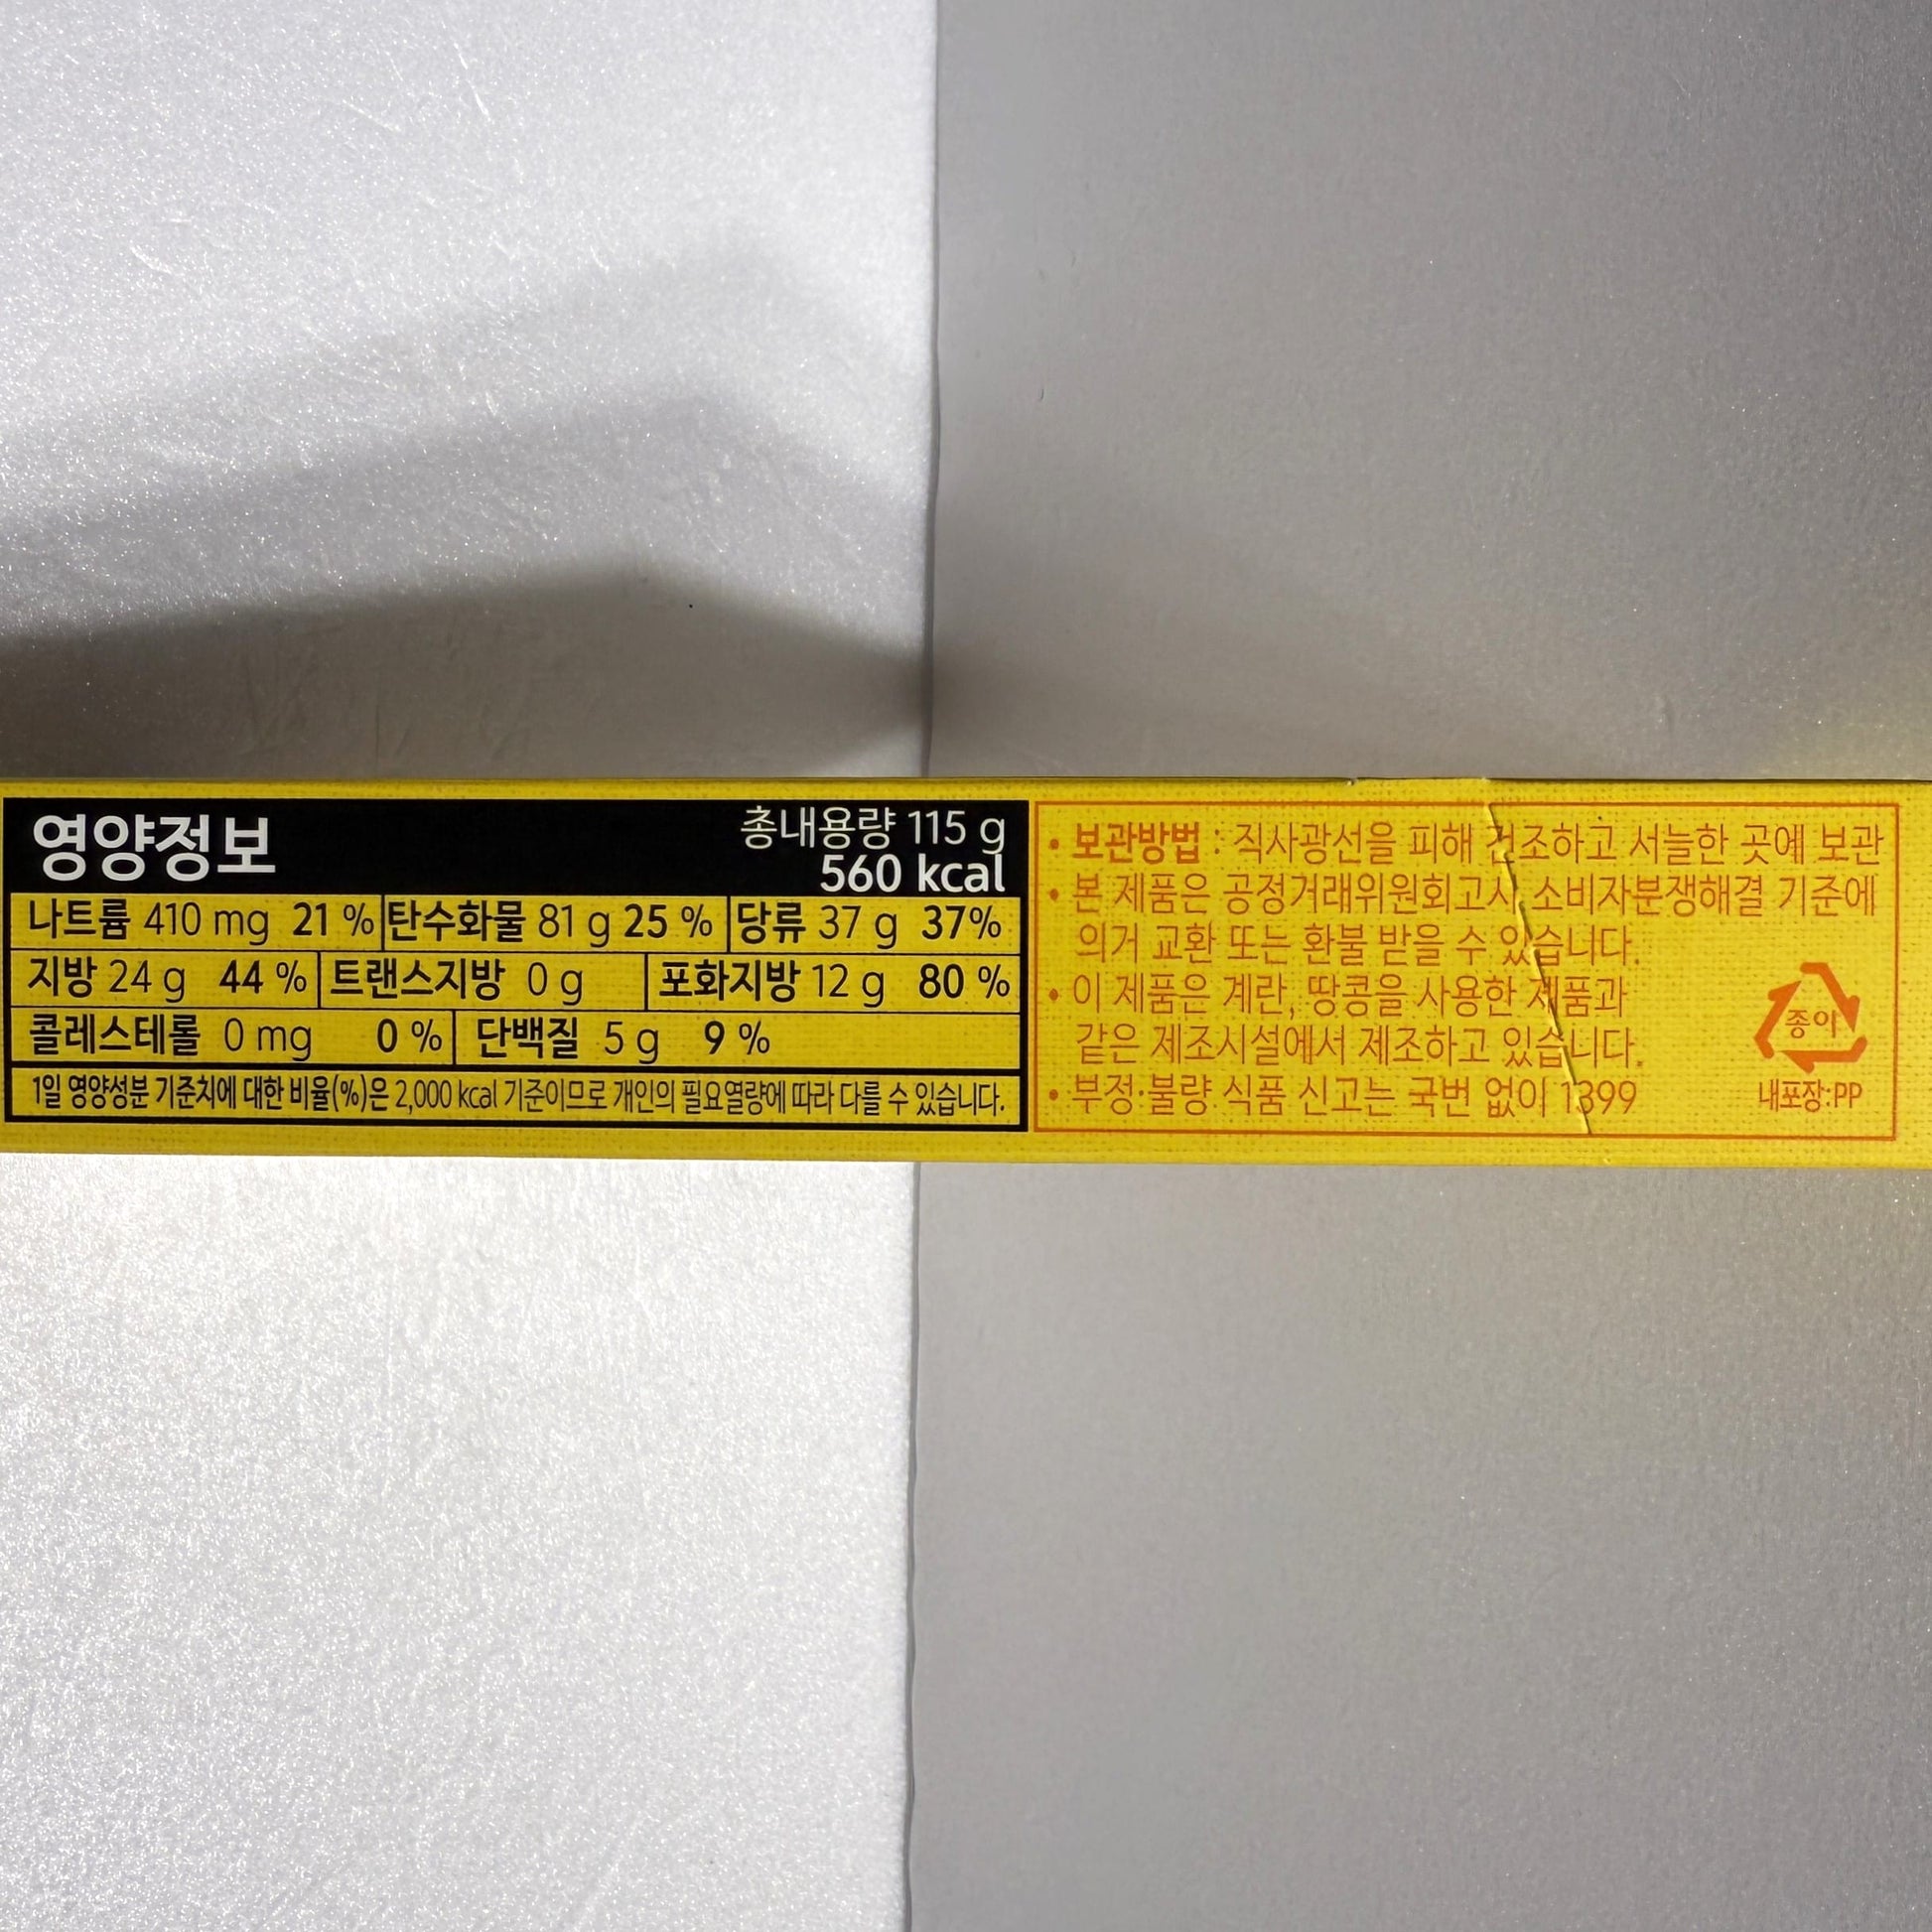 영양정보
총내용량 115 g
560 kcal
나트륨 410 mg 21 % 탄수화물 81 g 25 % 당류 37 g 37%
지방 24 g 44 % 트랜스지방 0 g 포화지방 12 g 80 %
콜레스테롤 0 mg 0 % 단백질 5 g 9 %
1일 영양성분 기준치에 대한 비율(%)은 2,000 kcal 기준이므로 개인의 필요열량에 따라 다를 수 있습니다.
• 보관방법 : 직사광선을 피해 건조하고 서늘한 곳에 보관
• 본 제품은 공정거래위원회고시 소비자분쟁해결 기준에
의거 교환 또는 환불 받을 수 있습니다.
• 이 제품은 계란, 땅콩을 사용한 제품과
같은 제조시설에서 제조하고 있습니다.
• 부정·불량 식품 신고는 국번 없이 1399
종이
내포장:PP